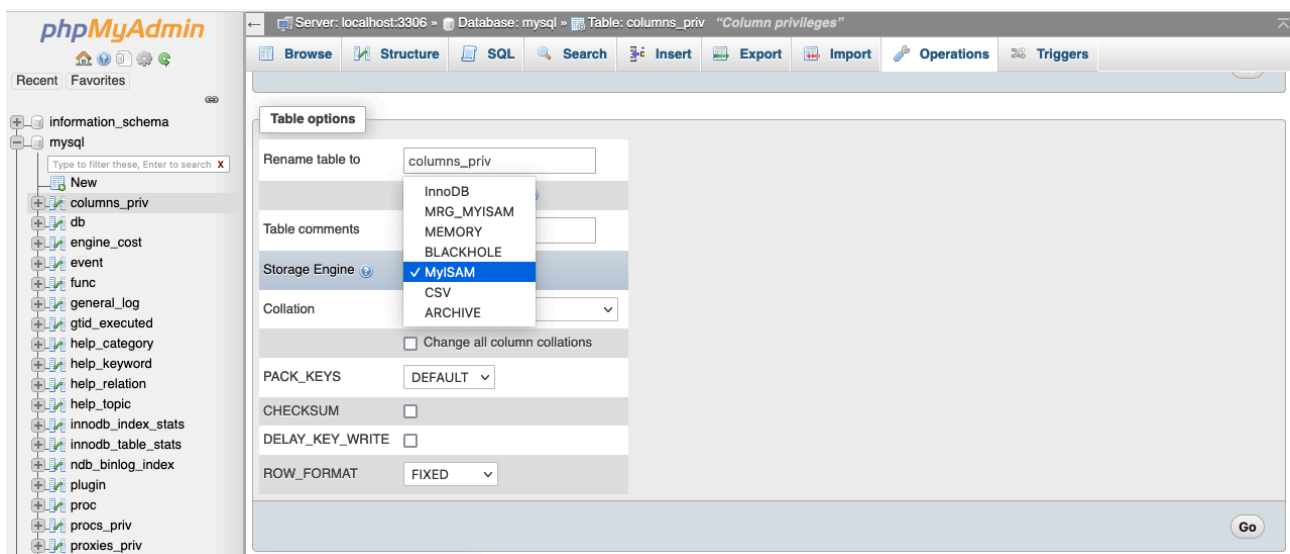 phpMyAdmin
Recent Favorites
information_schema
mysql
Type to filter these, Enter to search X
New
columns_priv
db
engine_cost
event
func
general_log
gtid_executed
help_category
help_keyword
help_relation
help_topic
innodb_index_stats
innodb_table_stats
ndb_binlog_index
plugin
proc
procs_priv
proxies_priv
Server: localhost:3306 » Database: mysql » Table: columns_priv "Column privileges"
Browse Structure SQL Search Insert Export Import Operations Triggers
Table options
Rename table to columns_priv
Table comments
Storage Engine
InnoDB
MRG_MYISAM
MEMORY
BLACKHOLE
✓ MyISAM
CSV
ARCHIVE
Collation
Change all column collations
PACK_KEYS DEFAULT
CHECKSUM
DELAY_KEY_WRITE
ROW_FORMAT FIXED
Go